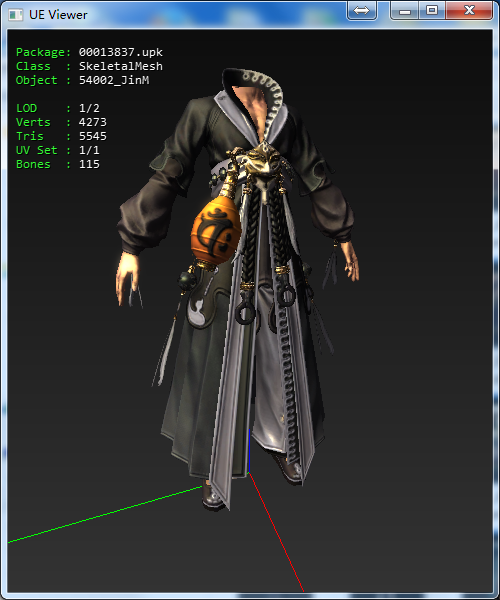 UE Viewer
Package: 00013837.upk
Class : SkeletalMesh
Object : 54002_JinM
LOD : 1/2
Verts : 4273
Tris : 5545
UV Set : 1/1
Bones : 115